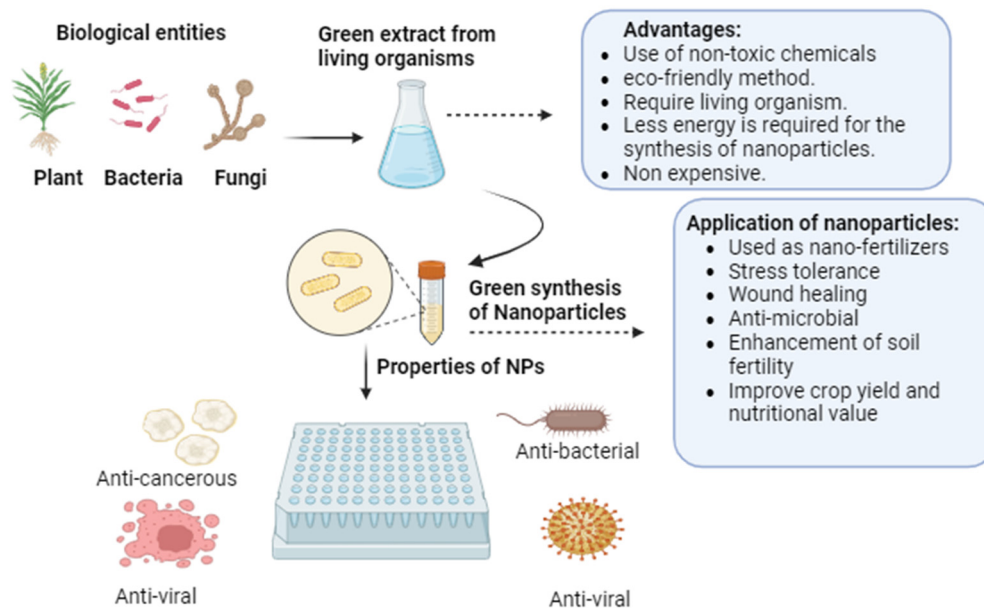 Biological entities
Plant
Bacteria
Fungi
Green extract from
living organisms
Advantages:
• Use of non-toxic chemicals
• eco-friendly method.
• Require living organism.
• Less energy is required for the
synthesis of nanoparticles.
• Non expensive.
Green synthesis
of Nanoparticles
Application of nanoparticles:
• Used as nano-fertilizers
• Stress tolerance
• Wound healing
• Anti-microbial
• Enhancement of soil
fertility
• Improve crop yield and
nutritional value
Properties of NPs
Anti-cancerous
Anti-bacterial
Anti-viral
Anti-viral